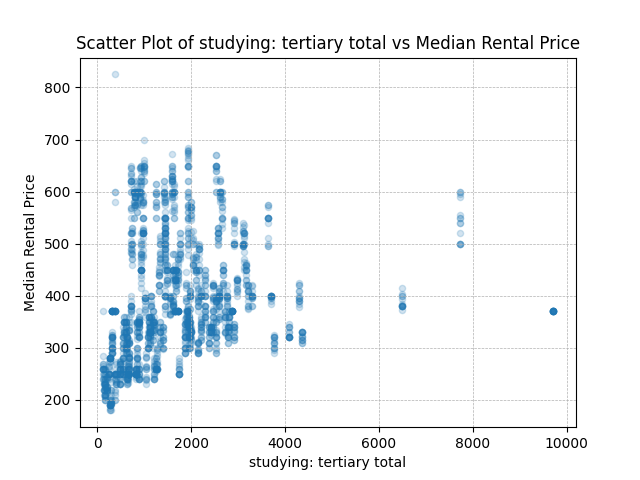 Scatter Plot of studying: tertiary total vs Median Rental Price
800
700
600
500
400
300
200
Median Rental Price
0 2000 4000 6000 8000 10000
studying: tertiary total